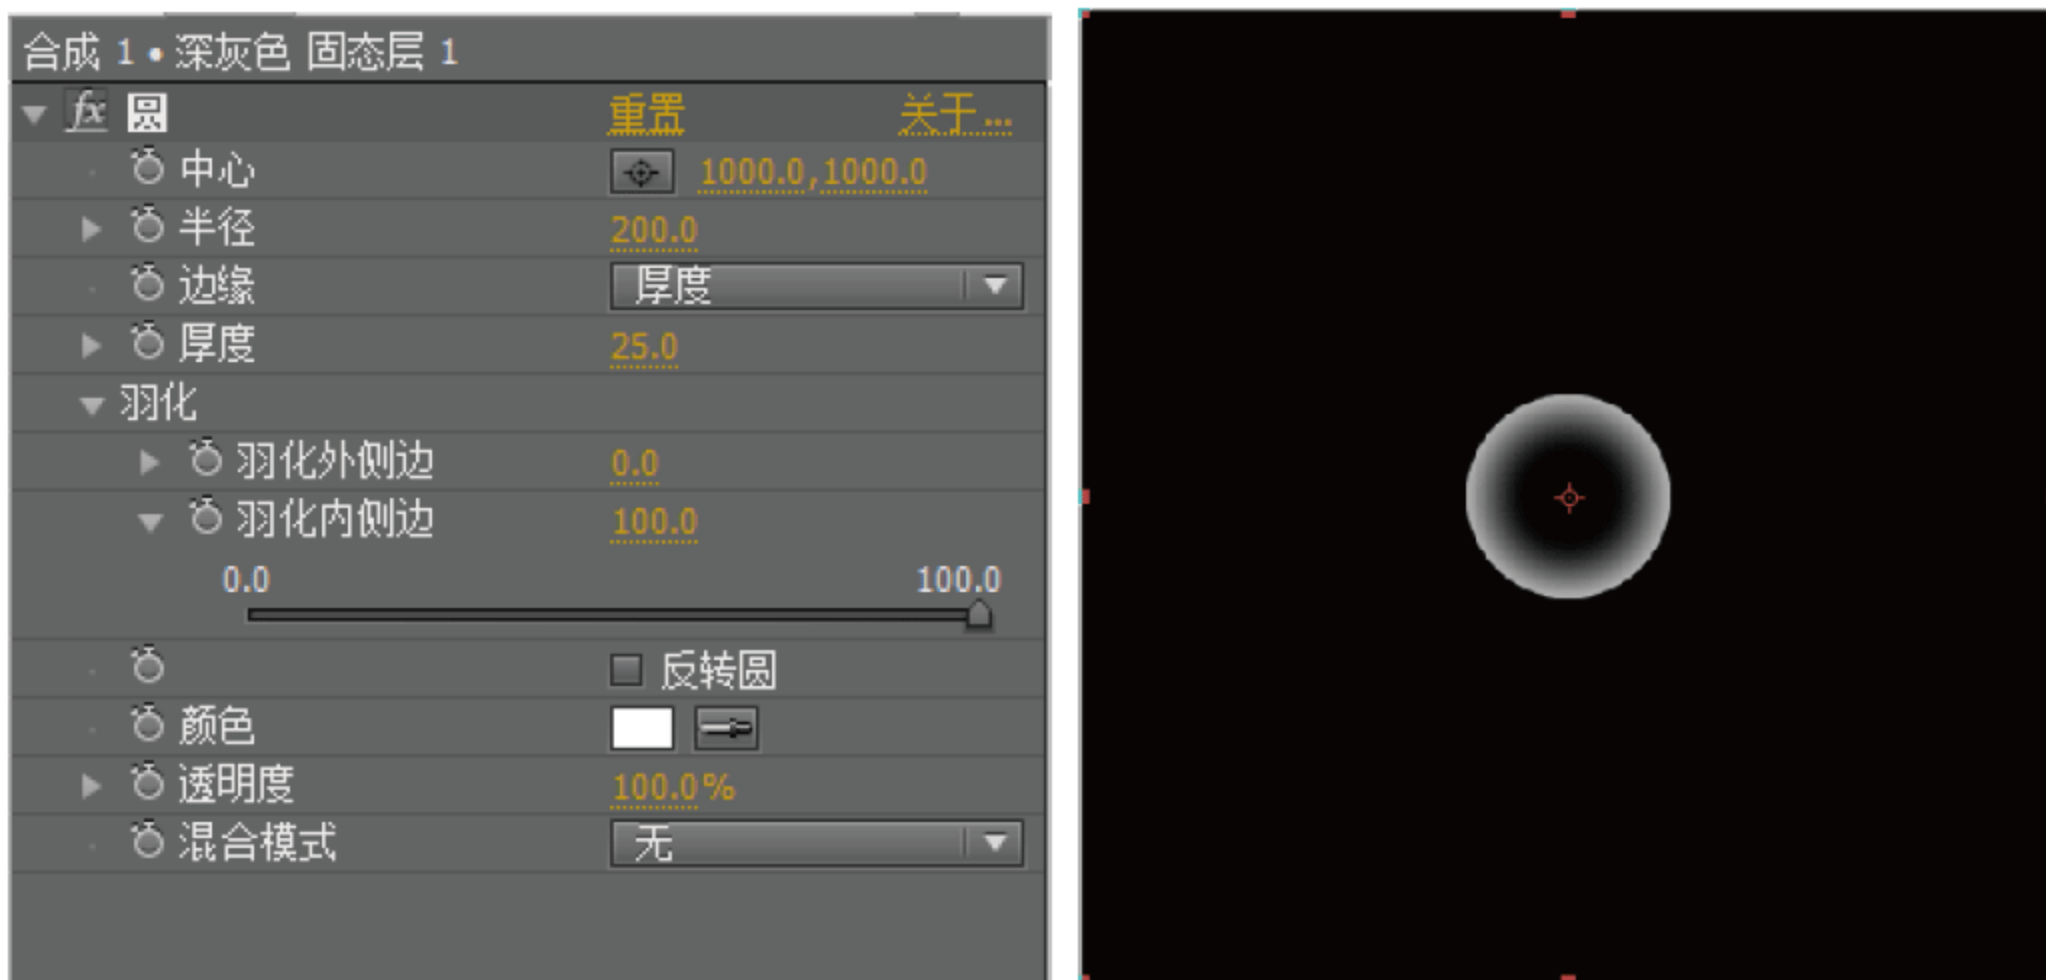 合成 1 • 深灰色 固态层 1
fx 圆 重置 关于...
中心 1000.0,1000.0
半径 200.0
边缘 厚度
厚度 25.0
羽化
羽化外侧边 0.0
羽化内侧边 100.0
0.0 100.0
反转圆
颜色
透明度 100.0%
混合模式 无